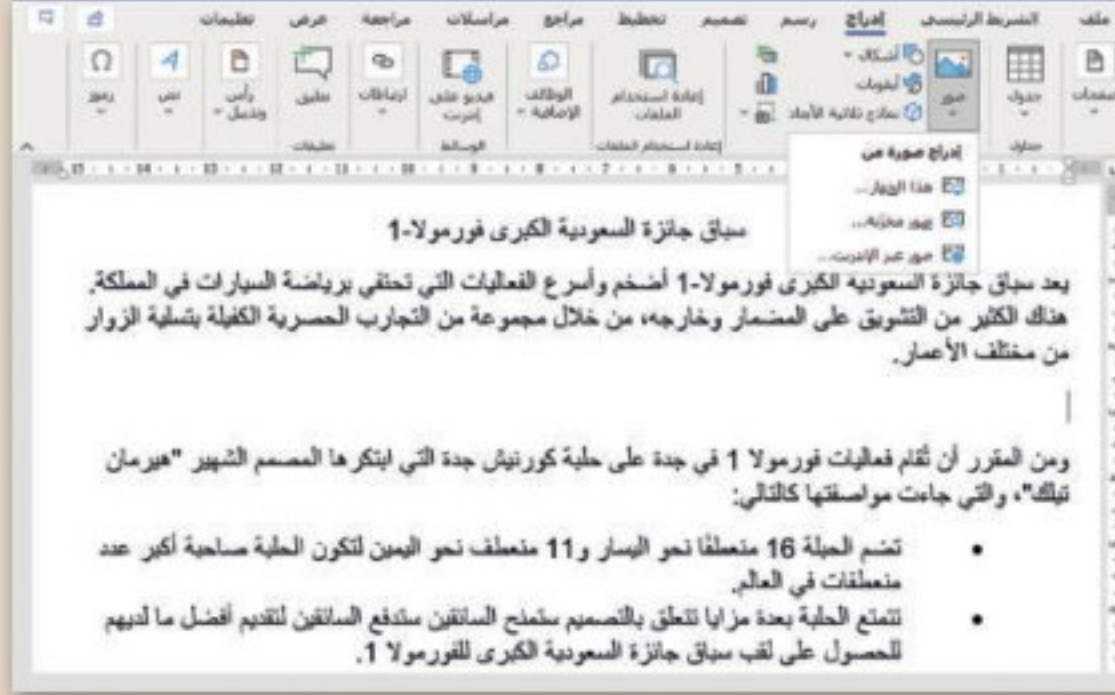 ملف الشريط الرئيسي إدراج رسم تصميم تخطيط مراجع مراسلات مراجعة عرض تعليمات
صفحات
جدول
صور
أشكال
أيقونات
نماذج ثلاثية الأبعاد
إعادة استخدام الملفات
الوظائف الإضافية
فيديو على إنترنت
ارتباطات
تعليق
رأس وتذييل
نص
رموز
جداول
إعادة استخدام الملفات
الوسائط
تعليقات
إدراج صورة من
هذا الجهاز...
صور مخزنة...
صور عبر الإنترنت...
سباق جائزة السعودية الكبرى فورمولا-1
يعد سباق جائزة السعودية الكبرى فورمولا-1 أضخم وأسرع الفعاليات التي تحتفي برياضة السيارات في المملكة.
هناك الكثير من التشويق على المضمار وخارجه، من خلال مجموعة من التجارب الحصرية الكفيلة بتسلية الزوار
من مختلف الأعمار.
ومن المقرر أن تُقام فعاليات فورمولا 1 في جدة على حلبة كورنيش جدة التي ابتكرها المصمم الشهير "هيرمان
تيلك"، والتي جاءت مواصفتها كالتالي:
• تضم الحبلة 16 منعطفًا نحو اليسار و11 منعطف نحو اليمين لتكون الحلبة صاحبة أكبر عدد
منعطفات في العالم.
• تتمتع الحلبة بعدة مزايا تتعلق بالتصميم ستمنح السائقين ستدفع السائقين لتقديم أفضل ما لديهم
للحصول على لقب سباق جائزة السعودية الكبرى للفورمولا 1.